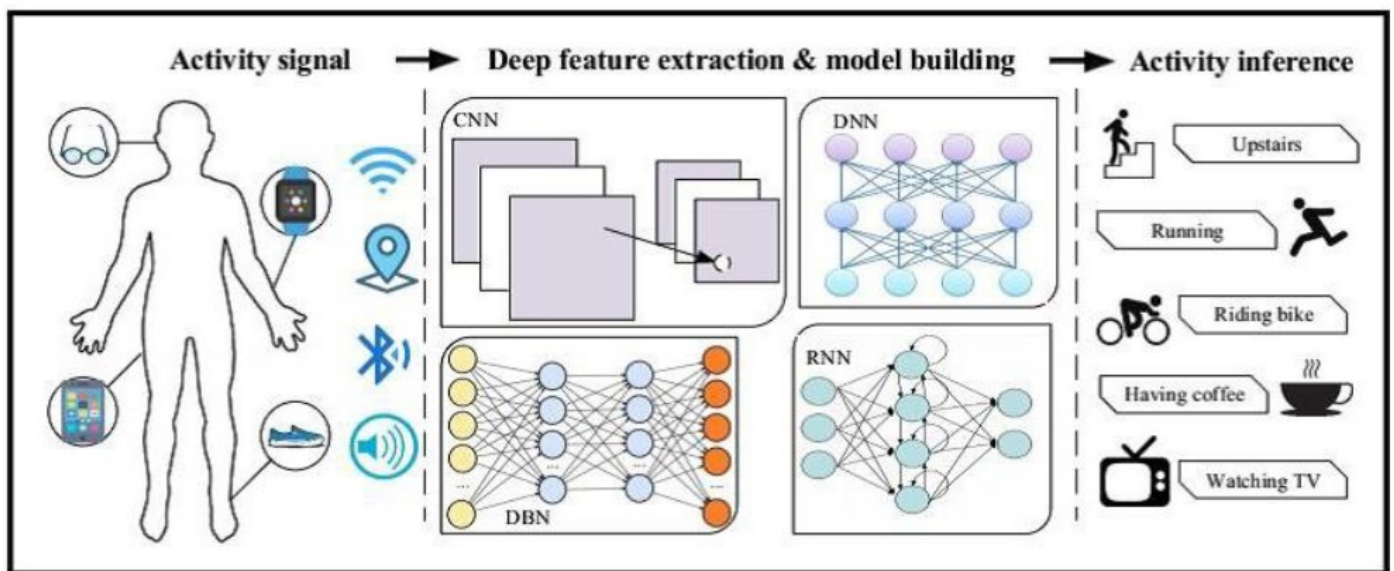 Activity signal
Deep feature extraction & model building
Activity inference
CNN
DNN
DBN
RNN
Upstairs
Running
Riding bike
Having coffee
Watching TV